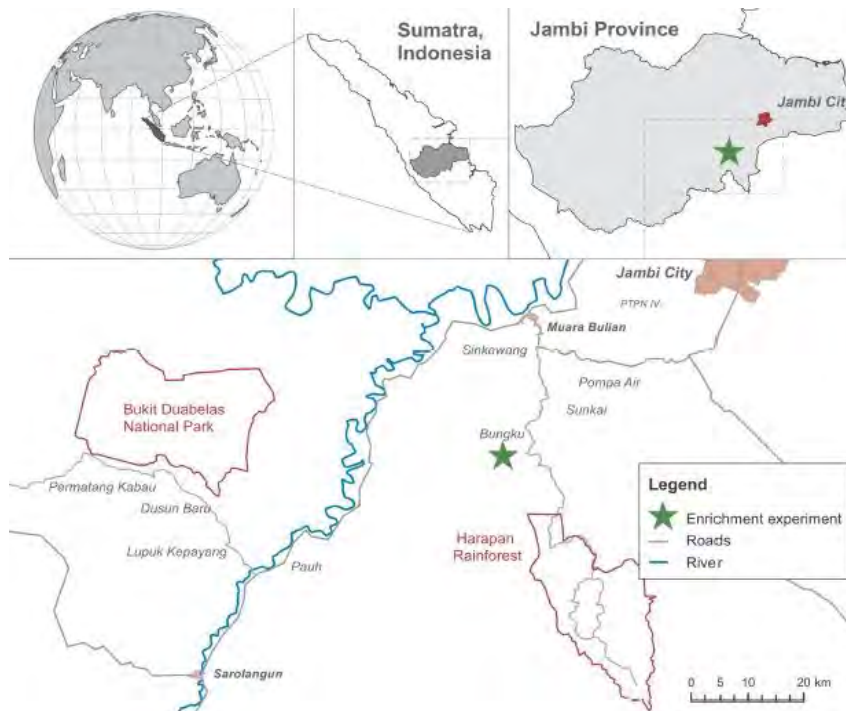 Sumatra,
Indonesia
Jambi Province
Jambi City
Jambi City
PTPN IV
Muara Bulian
Sinkawang
Pompa Air
Sunkai
Bungku
Bukit Duabelas
National Park
Permatang Kabau
Dusun Baru
Lupuk Kepayang
Pauh
Harapan
Rainforest
Sarolangun
Legend
Enrichment experiment
Roads
River
0 5 10 20 km